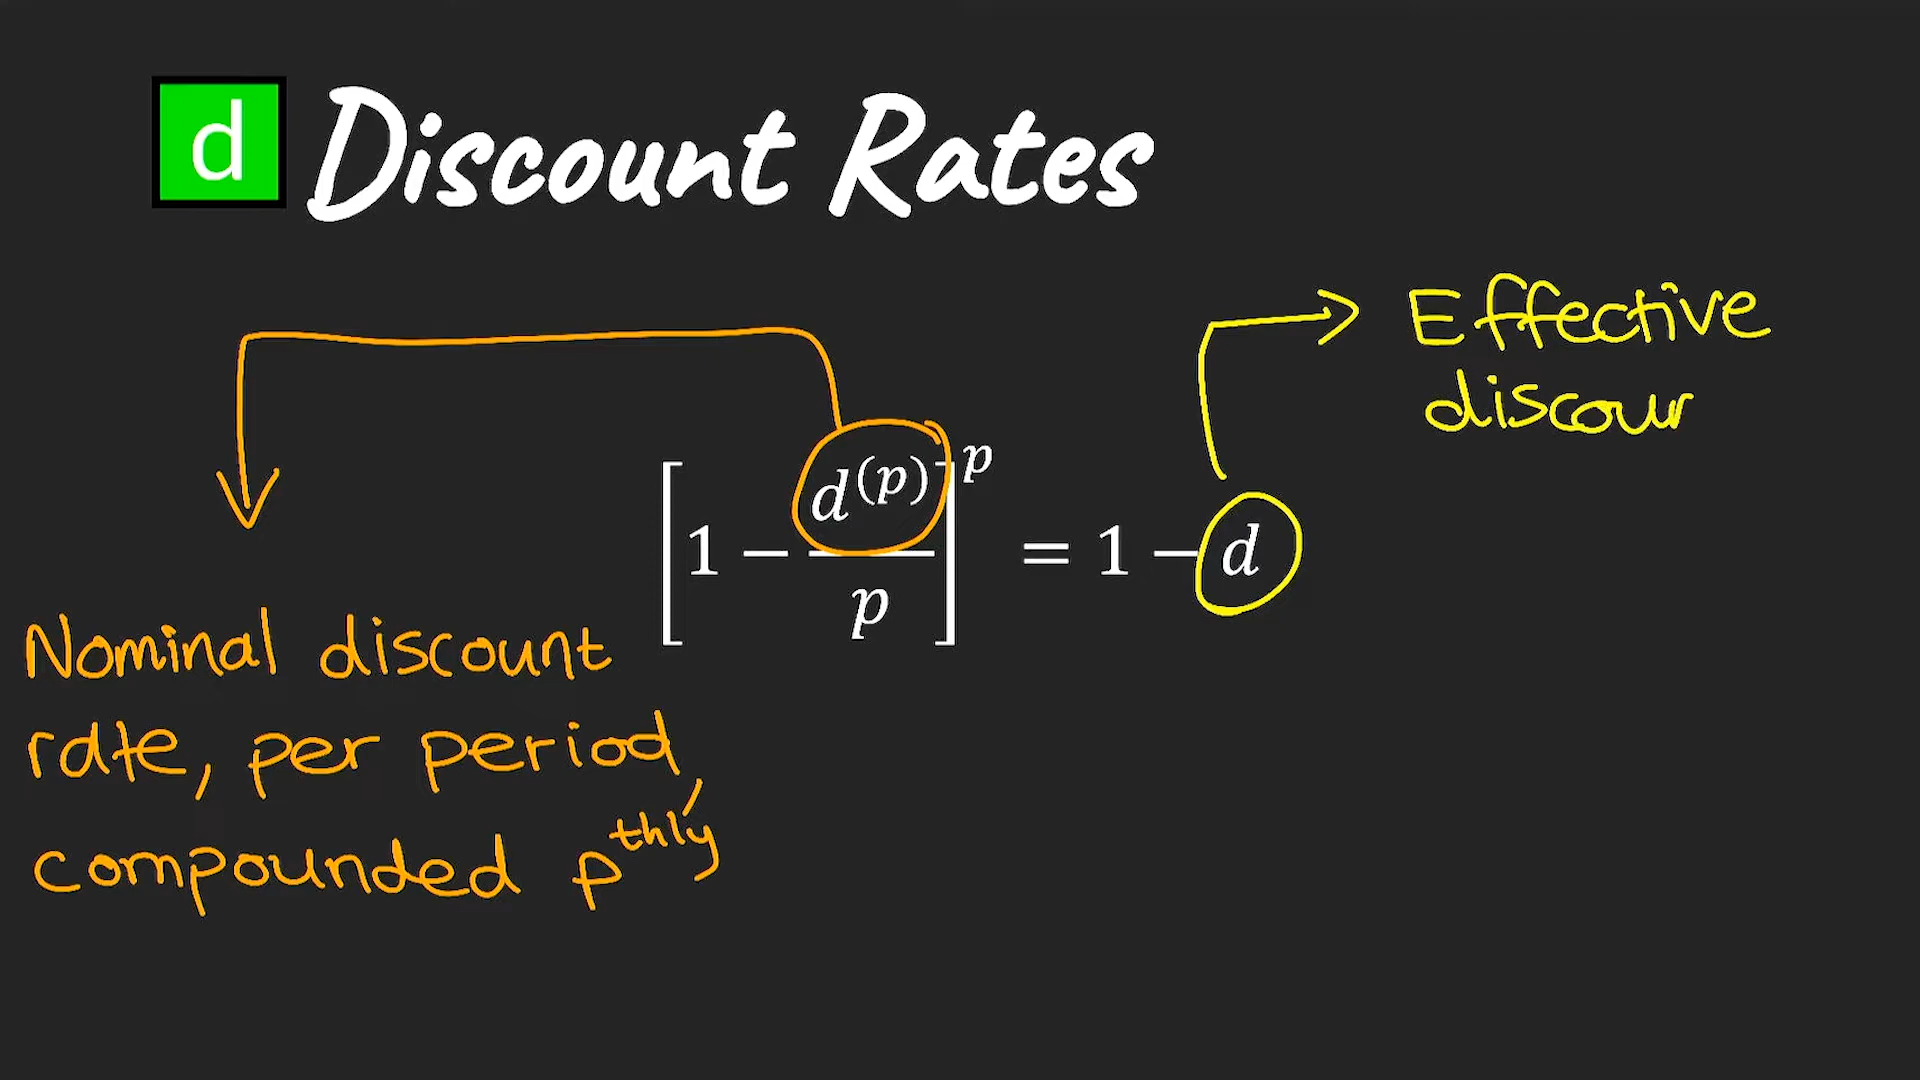 d Discount Rates
Effective
discour
[1 − d^(p)/p]^p = 1 − d
Nominal discount
rate, per period,
compounded p^thly